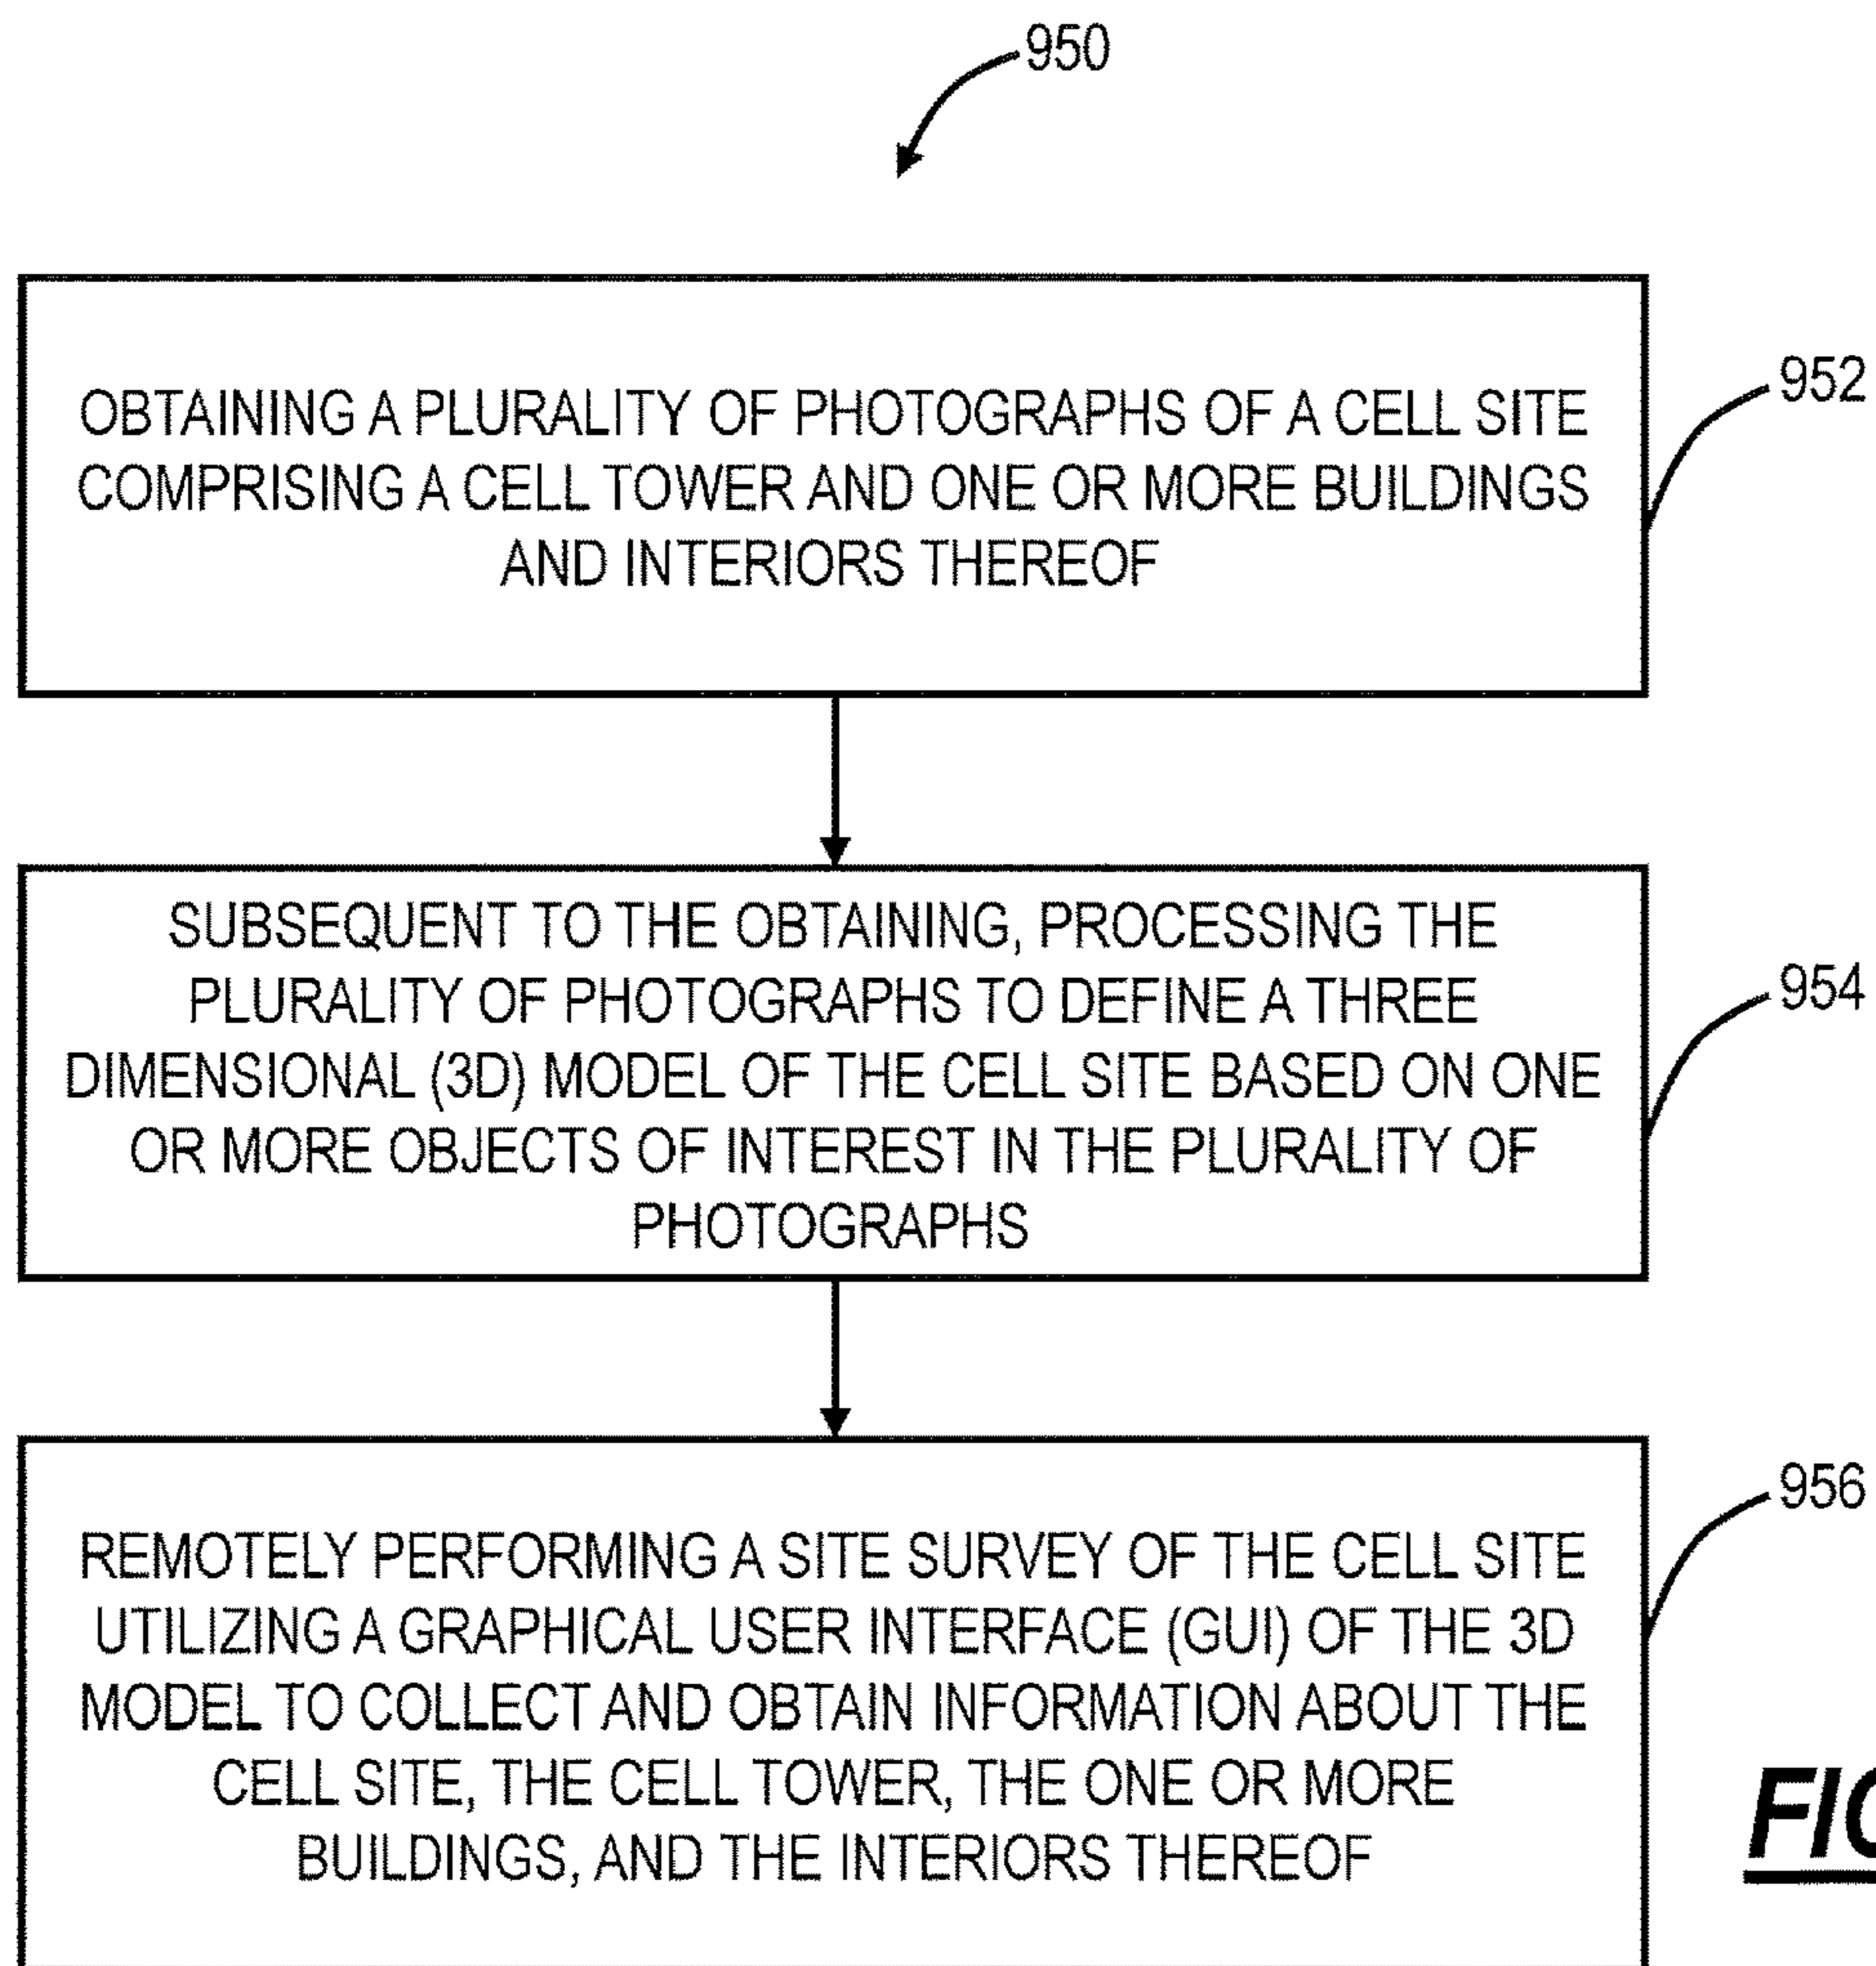 950
OBTAINING A PLURALITY OF PHOTOGRAPHS OF A CELL SITE
COMPRISING A CELL TOWER AND ONE OR MORE BUILDINGS
AND INTERIORS THEREOF
952
SUBSEQUENT TO THE OBTAINING, PROCESSING THE
PLURALITY OF PHOTOGRAPHS TO DEFINE A THREE
DIMENSIONAL (3D) MODEL OF THE CELL SITE BASED ON ONE
OR MORE OBJECTS OF INTEREST IN THE PLURALITY OF
PHOTOGRAPHS
954
REMOTELY PERFORMING A SITE SURVEY OF THE CELL SITE
UTILIZING A GRAPHICAL USER INTERFACE (GUI) OF THE 3D
MODEL TO COLLECT AND OBTAIN INFORMATION ABOUT THE
CELL SITE, THE CELL TOWER, THE ONE OR MORE
BUILDINGS, AND THE INTERIORS THEREOF
956